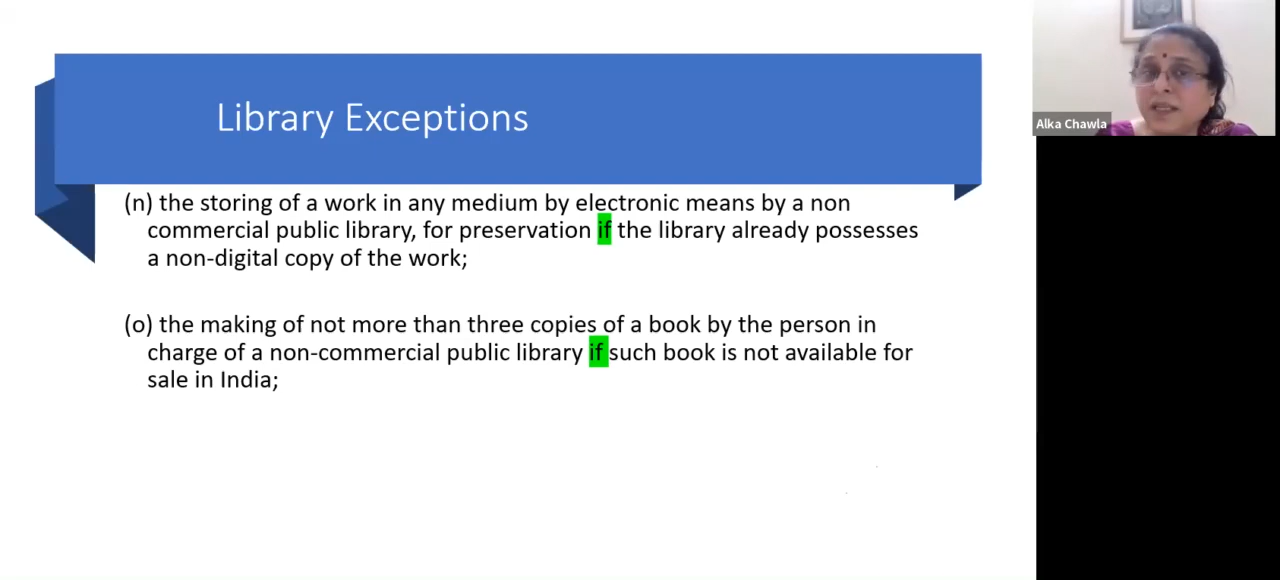 Library Exceptions
Alka Chawla
(n) the storing of a work in any medium by electronic means by a non
commercial public library, for preservation if the library already possesses
a non-digital copy of the work;
(o) the making of not more than three copies of a book by the person in
charge of a non-commercial public library if such book is not available for
sale in India;